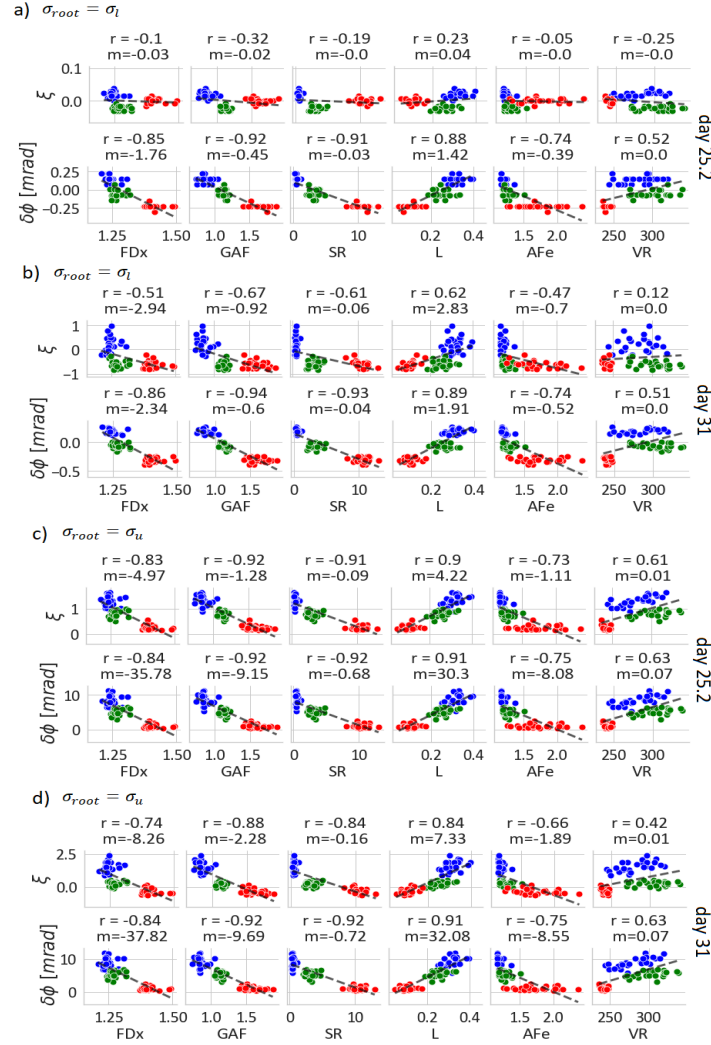 a) σroot = σl
r = -0.1 r = -0.32 r = -0.19 r = 0.23 r = -0.05 r = -0.25
m=-0.03 m=-0.02 m=-0.0 m=0.04 m=-0.0 m=-0.0
0.1
0.0
ξ
r = -0.85 r = -0.92 r = -0.91 r = 0.88 r = -0.74 r = 0.52
m=-1.76 m=-0.45 m=-0.03 m=1.42 m=-0.39 m=0.0
0.25
0.00
−0.25
δϕ [mrad]
1.25 1.50 1.0 1.5 0 10 0.2 0.4 1.5 2.0 250 300
FDx GAF SR L AFe VR
day 25.2
b) σroot = σl
r = -0.51 r = -0.67 r = -0.61 r = 0.62 r = -0.47 r = 0.12
m=-2.94 m=-0.92 m=-0.06 m=2.83 m=-0.7 m=0.0
1
0
−1
ξ
r = -0.86 r = -0.94 r = -0.93 r = 0.89 r = -0.74 r = 0.51
m=-2.34 m=-0.6 m=-0.04 m=1.91 m=-0.52 m=0.0
0.0
−0.5
δϕ [mrad]
1.25 1.50 1.0 1.5 0 10 0.2 0.4 1.5 2.0 250 300
FDx GAF SR L AFe VR
day 31
c) σroot = σu
r = -0.83 r = -0.92 r = -0.91 r = 0.9 r = -0.73 r = 0.61
m=-4.97 m=-1.28 m=-0.09 m=4.22 m=-1.11 m=0.01
1
0
ξ
r = -0.84 r = -0.92 r = -0.92 r = 0.91 r = -0.75 r = 0.63
m=-35.78 m=-9.15 m=-0.68 m=30.3 m=-8.08 m=0.07
10
0
δϕ [mrad]
1.25 1.50 1.0 1.5 0 10 0.2 0.4 1.5 2.0 250 300
FDx GAF SR L AFe VR
day 25.2
d) σroot = σu
r = -0.74 r = -0.88 r = -0.84 r = 0.84 r = -0.66 r = 0.42
m=-8.26 m=-2.28 m=-0.16 m=7.33 m=-1.89 m=0.01
2.5
0.0
ξ
r = -0.84 r = -0.92 r = -0.92 r = 0.91 r = -0.75 r = 0.63
m=-37.82 m=-9.69 m=-0.72 m=32.08 m=-8.55 m=0.07
10
0
δϕ [mrad]
1.25 1.50 1.0 1.5 0 10 0.2 0.4 1.5 2.0 250 300
FDx GAF SR L AFe VR
day 31